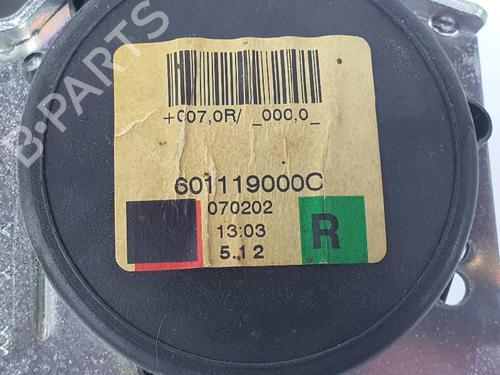 +007,0R/ _000,0_
601119000C
070202
13:03
5.12
R
B-PARTS